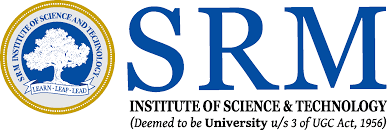 SRM INSTITUTE OF SCIENCE AND TECHNOLOGY
LEARN - LEAP - LEAD
SRM
INSTITUTE OF SCIENCE & TECHNOLOGY
(Deemed to be University u/s 3 of UGC Act, 1956)